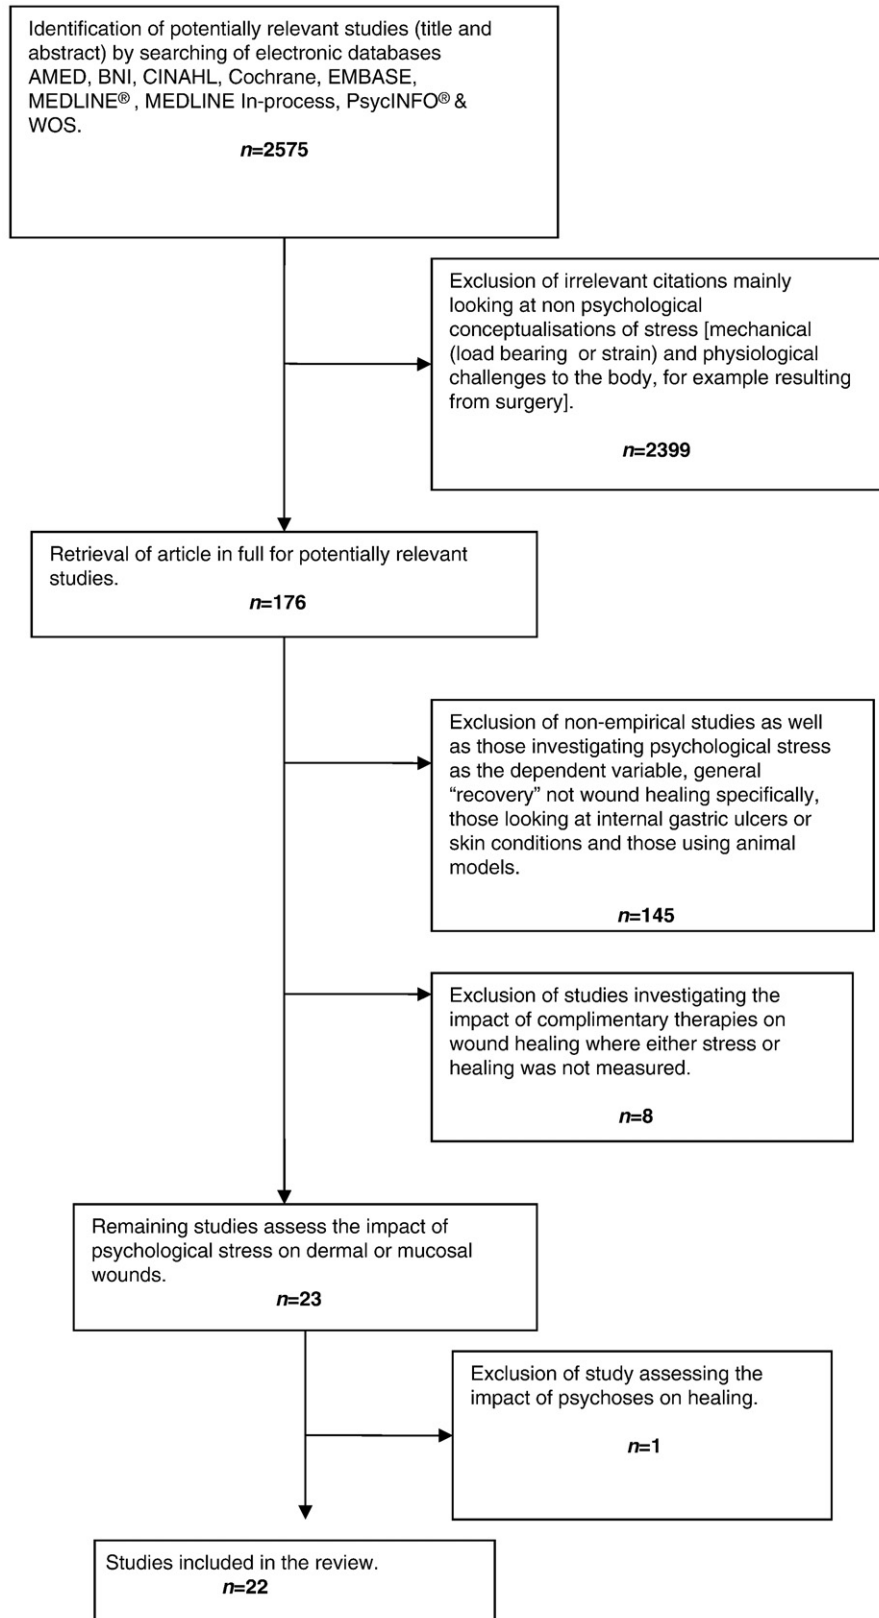 Identification of potentially relevant studies (title and
abstract) by searching of electronic databases
AMED, BNI, CINAHL, Cochrane, EMBASE,
MEDLINE® , MEDLINE In-process, PsycINFO® &
WOS.
n=2575
Exclusion of irrelevant citations mainly
looking at non psychological
conceptualisations of stress [mechanical
(load bearing or strain) and physiological
challenges to the body, for example resulting
from surgery].
n=2399
Retrieval of article in full for potentially relevant
studies.
n=176
Exclusion of non-empirical studies as well
as those investigating psychological stress
as the dependent variable, general
“recovery” not wound healing specifically,
those looking at internal gastric ulcers or
skin conditions and those using animal
models.
n=145
Exclusion of studies investigating the
impact of complimentary therapies on
wound healing where either stress or
healing was not measured.
n=8
Remaining studies assess the impact of
psychological stress on dermal or mucosal
wounds.
n=23
Exclusion of study assessing the
impact of psychoses on healing.
n=1
Studies included in the review.
n=22